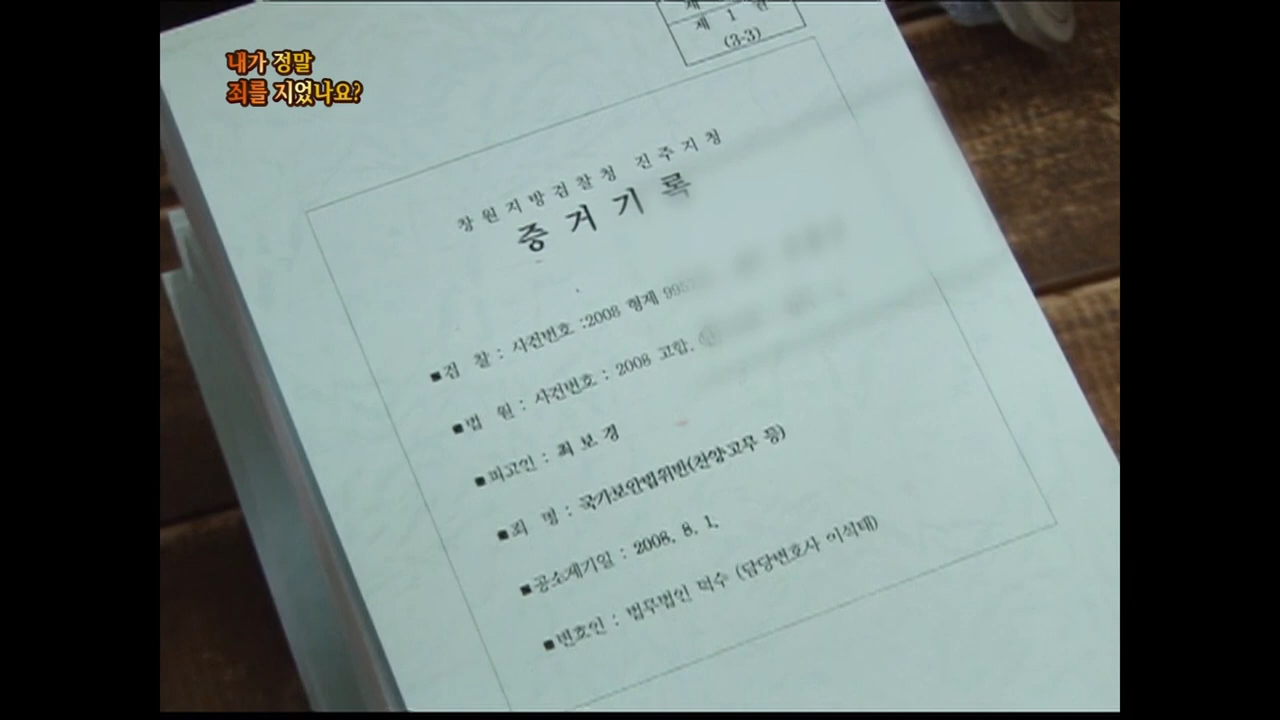 내가 정말
죄를 지었나요?
제 1 권
(3-3)
창원지방검찰청 진주지청
증거기록
■검 찰 : 사건번호 :2008 형제 995
■법 원 : 사건번호 : 2008 고합.
■피고인 : 최보경
■죄 명 : 국가보안법위반(찬양·고무 등)
■공소제기일 : 2008. 8. 1.
■변호인 : 법무법인 덕수 (담당변호사 이석태)